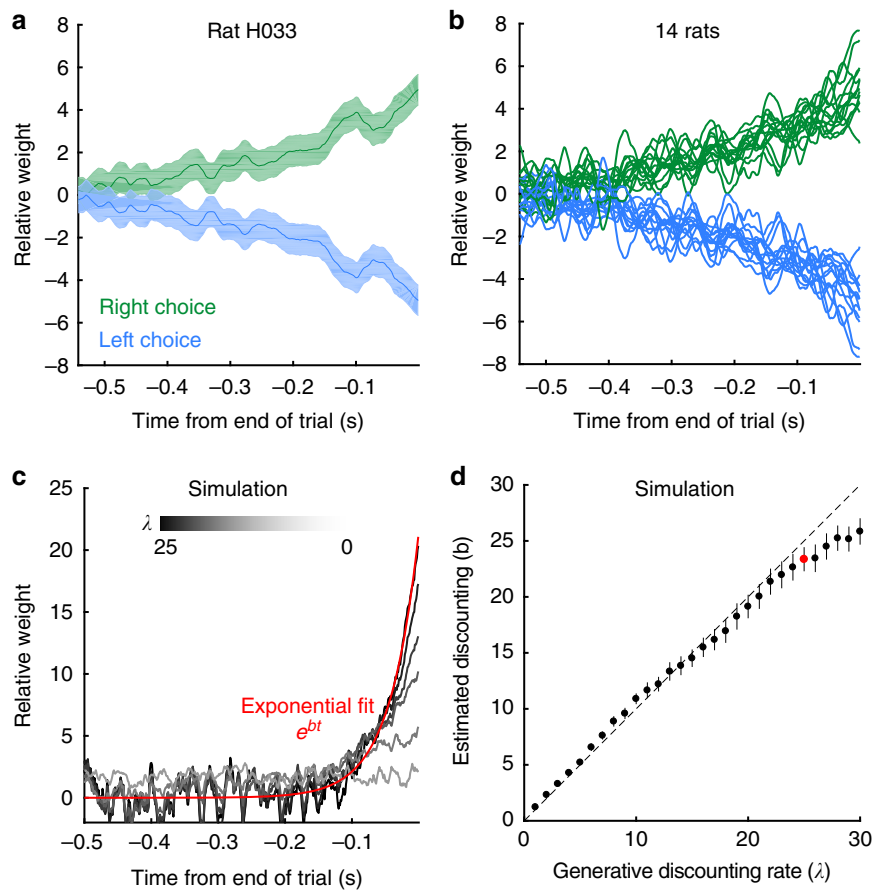 a
Rat H033
8
6
4
2
0
−2
−4
−6
−8
Relative weight
Right choice
Left choice
−0.5
−0.4
−0.3
−0.2
−0.1
Time from end of trial (s)
b
14 rats
8
6
4
2
0
−2
−4
−6
−8
Relative weight
−0.5
−0.4
−0.3
−0.2
−0.1
Time from end of trial (s)
c
Simulation
λ
25
0
25
20
15
10
5
0
Relative weight
Exponential fit
e^{bt}
−0.5
−0.4
−0.3
−0.2
−0.1
Time from end of trial (s)
d
Simulation
30
25
20
15
10
5
0
Estimated discounting (b)
0
10
20
30
Generative discounting rate (λ)